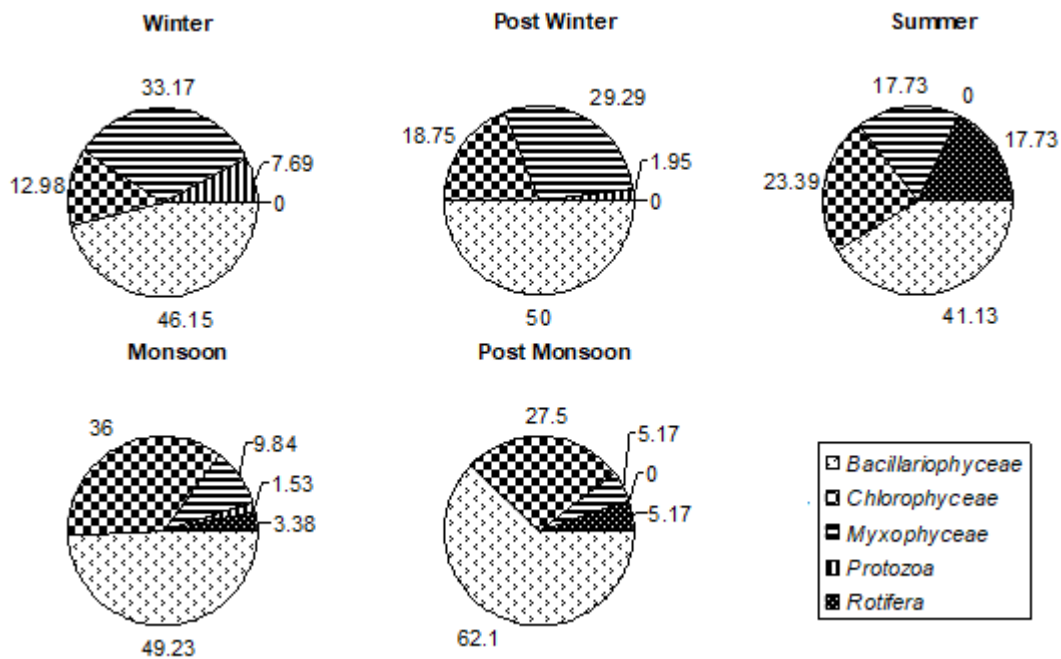 Winter
33.17
12.98
7.69
0
46.15
Post Winter
29.29
18.75
1.95
0
50
Summer
17.73
0
17.73
23.39
41.13
Monsoon
36
9.84
1.53
3.38
49.23
Post Monsoon
27.5
5.17
0
5.17
62.1
Bacillariophyceae
Chlorophyceae
Myxophyceae
Protozoa
Rotifera